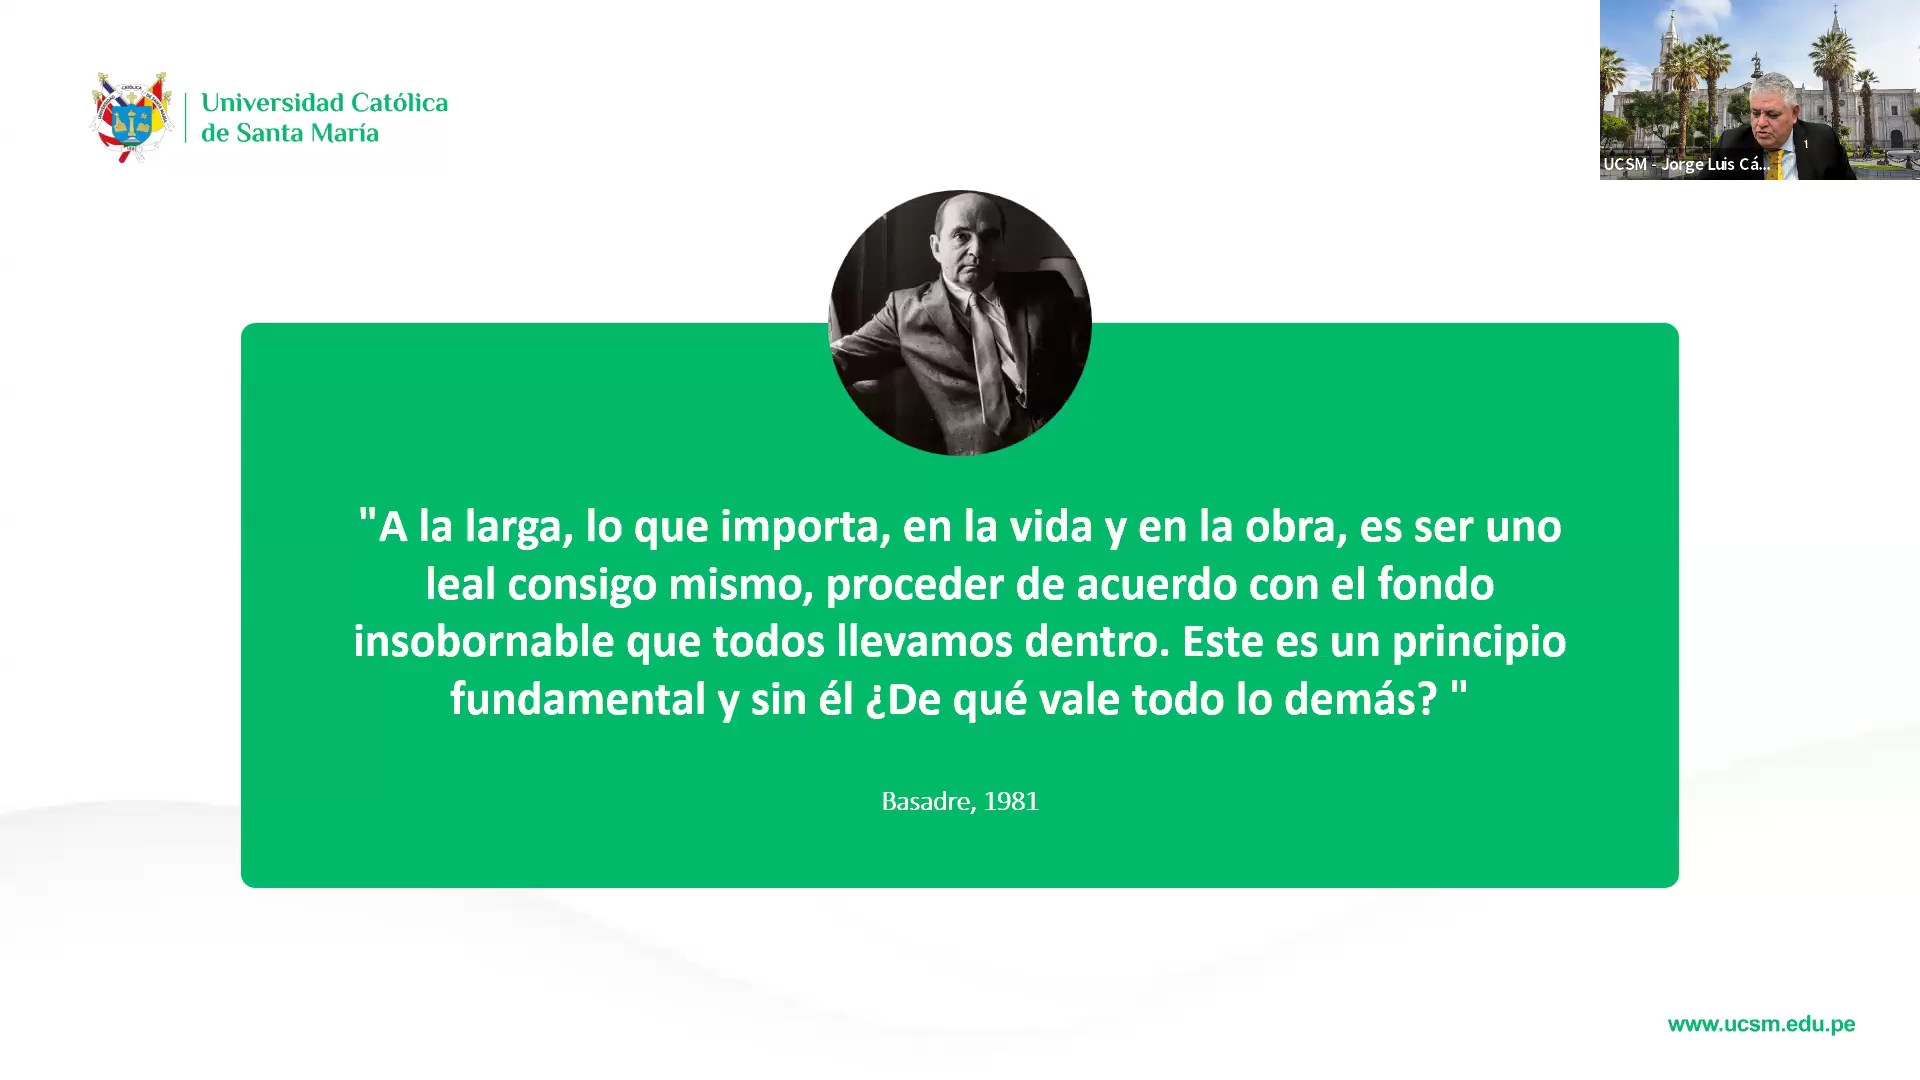 Universidad Católica
de Santa María
UCSM - Jorge Luis Cá...
"A la larga, lo que importa, en la vida y en la obra, es ser uno
leal consigo mismo, proceder de acuerdo con el fondo
insobornable que todos llevamos dentro. Este es un principio
fundamental y sin él ¿De qué vale todo lo demás? "
Basadre, 1981
www.ucsm.edu.pe